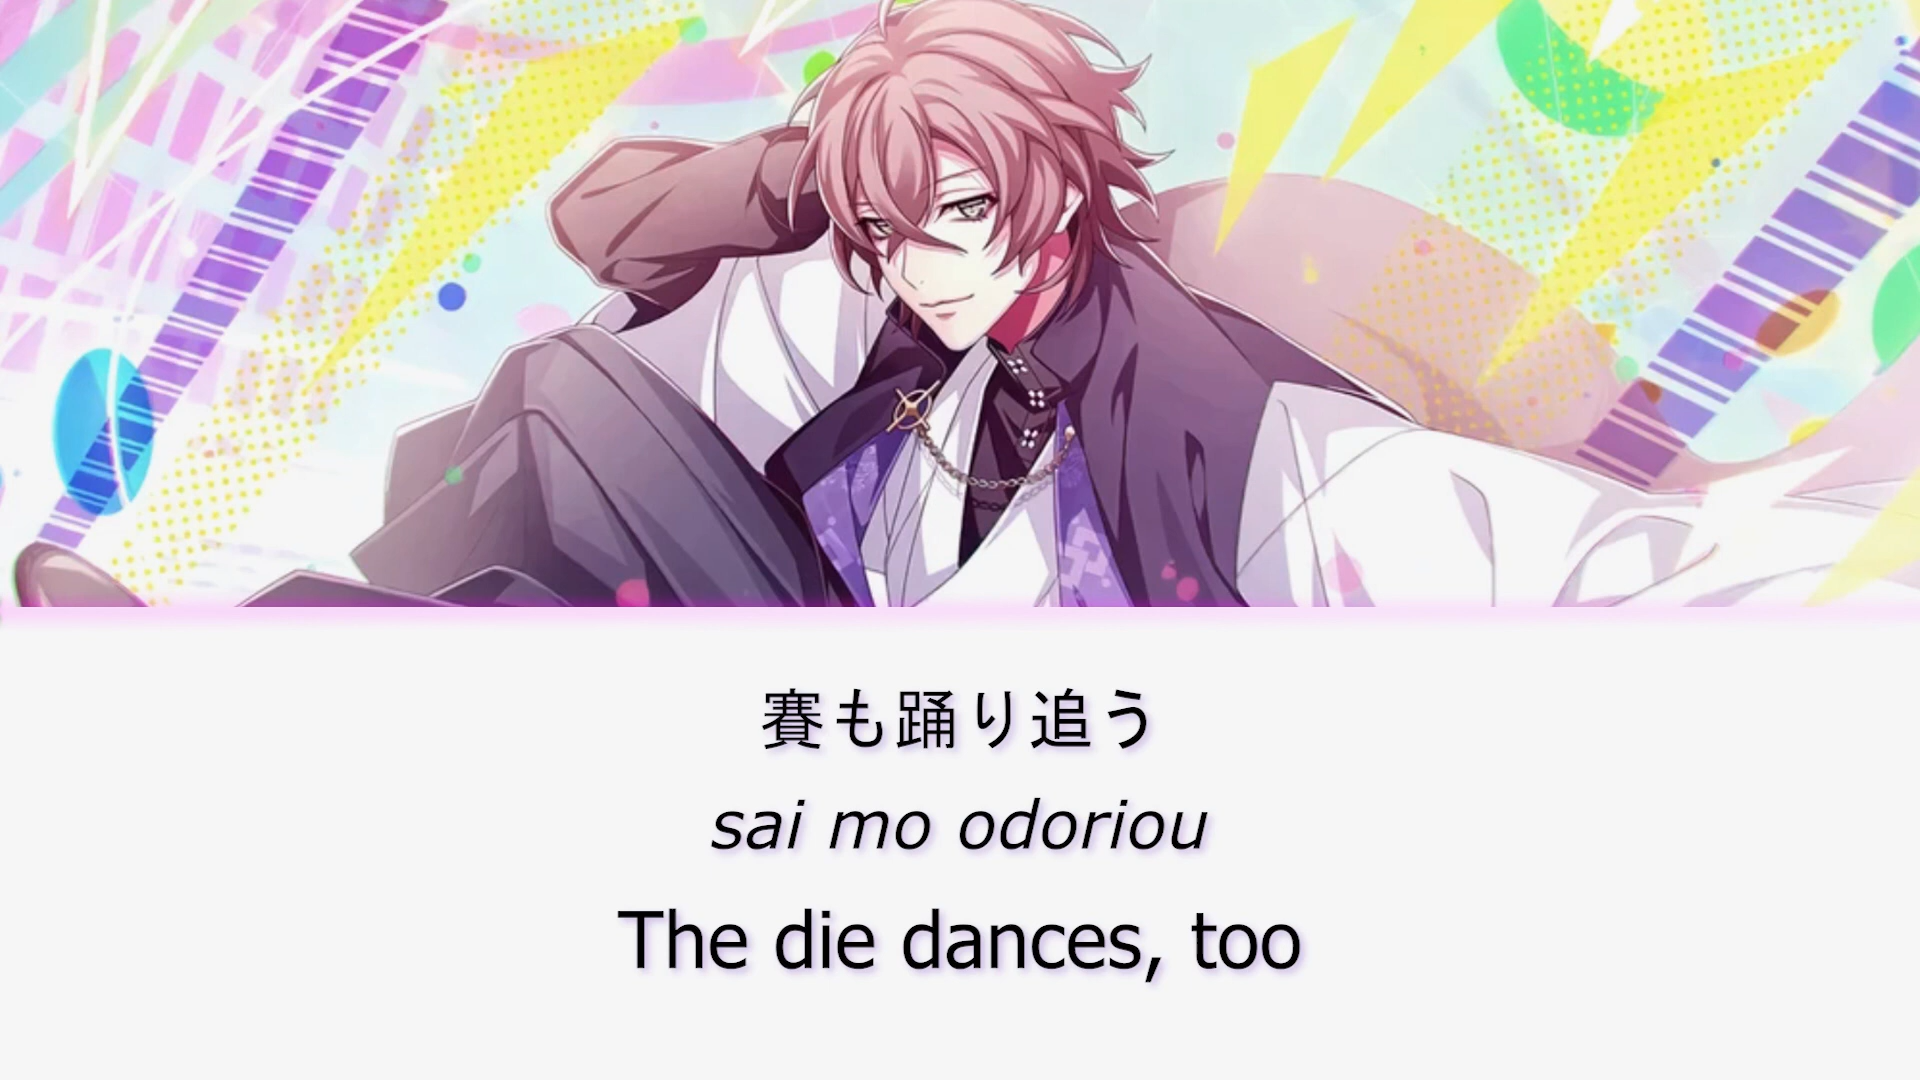 賽も踊り追う
sai mo odoriou
The die dances, too